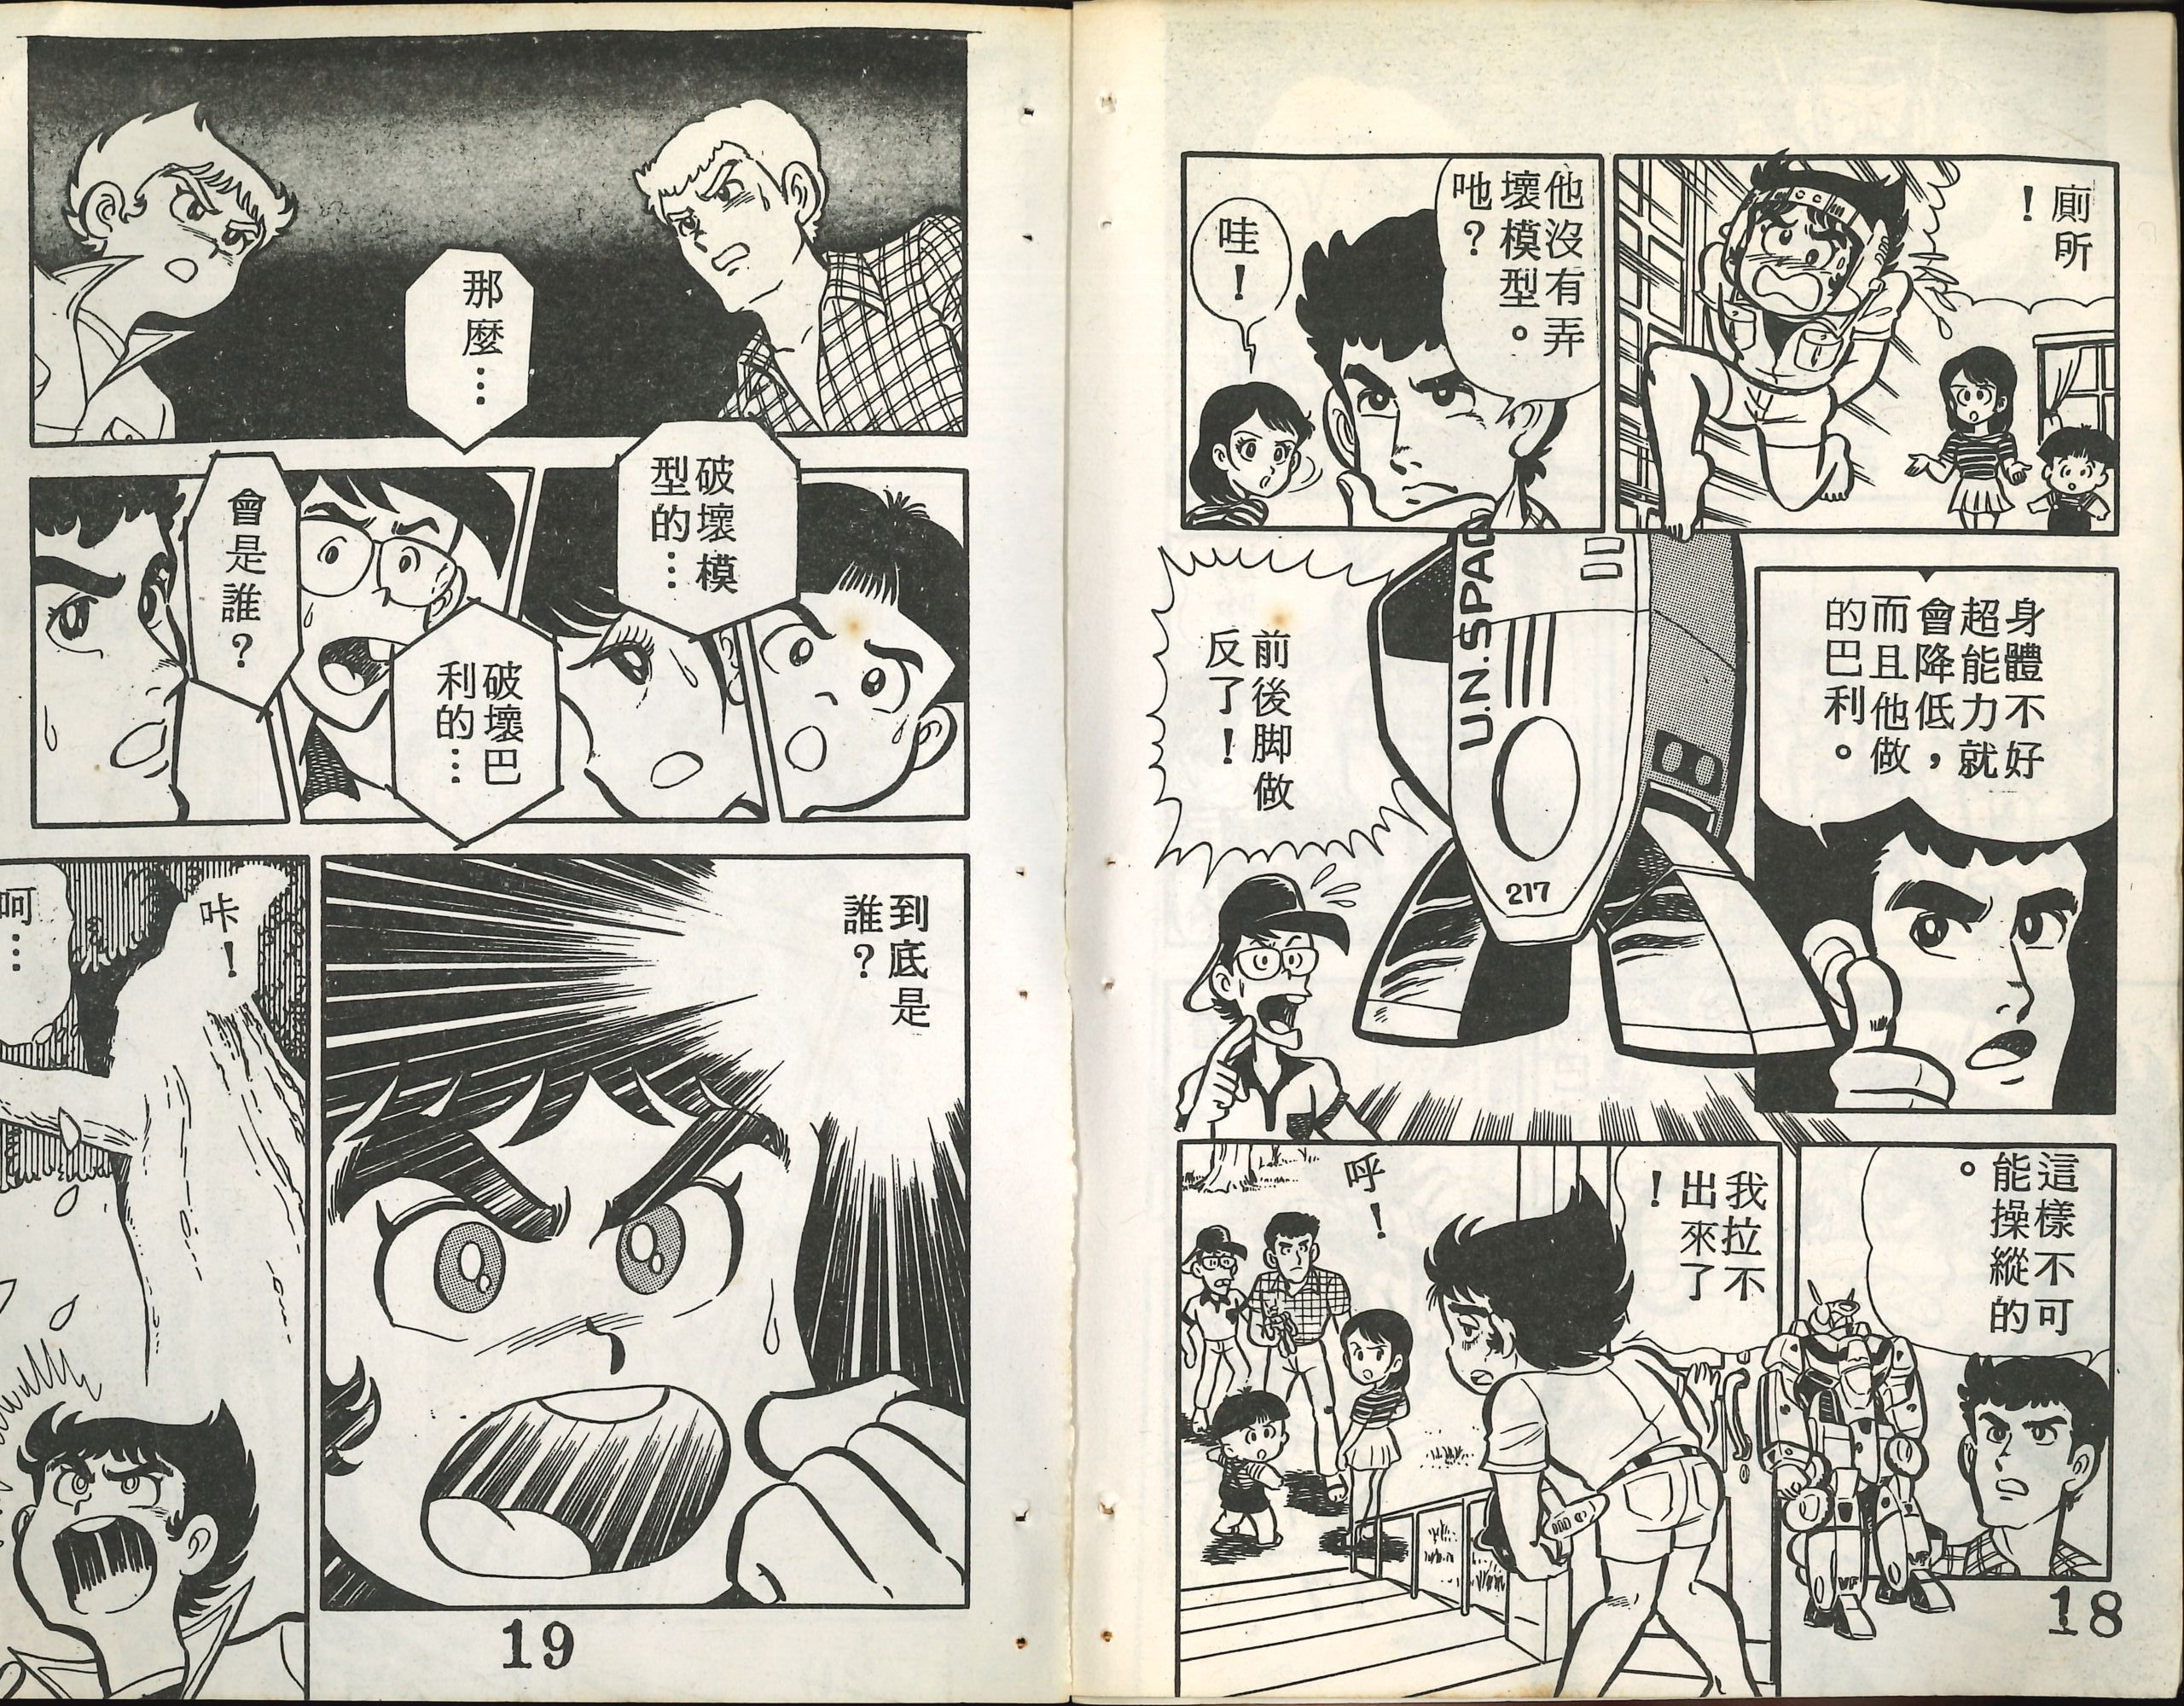 廁所
！
他沒有弄
壞模型。
吔？
哇！
身體不好
超能力就
會降低，
而且他做
的巴利。
U.N.SPAC
217
前後脚做
反了！
這樣不可
能操縱的
。
我拉不
出來了
！
呼！
18
那麼…
破壞模
型的…
破壞巴
利的…
會是誰？
到底是
誰？
咔！
呵…
19